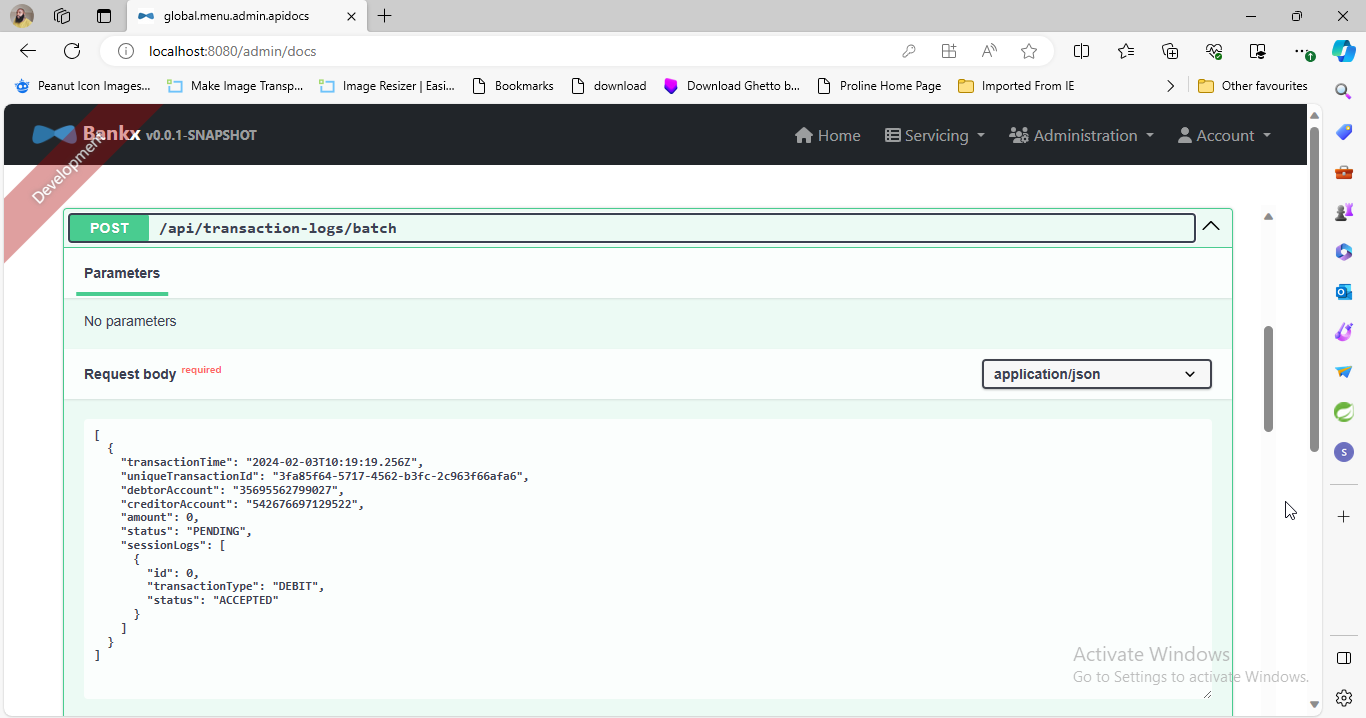 global.menu.admin.apidocs
localhost:8080/admin/docs
Peanut Icon Images... Make Image Transp... Image Resizer | Easi... Bookmarks download Download Ghetto b... Proline Home Page Imported From IE Other favourites
Bankx v0.0.1-SNAPSHOT Home Servicing Administration Account
Development
POST /api/transaction-logs/batch
Parameters
No parameters
Request body required application/json
[
{
"transactionTime": "2024-02-03T10:19:19.256Z",
"uniqueTransactionId": "3fa85f64-5717-4562-b3fc-2c963f66afa6",
"debtorAccount": "35695562799027",
"creditorAccount": "542676697129522",
"amount": 0,
"status": "PENDING",
"sessionLogs": [
{
"id": 0,
"transactionType": "DEBIT",
"status": "ACCEPTED"
}
]
}
]
Activate Windows
Go to Settings to activate Windows.
S